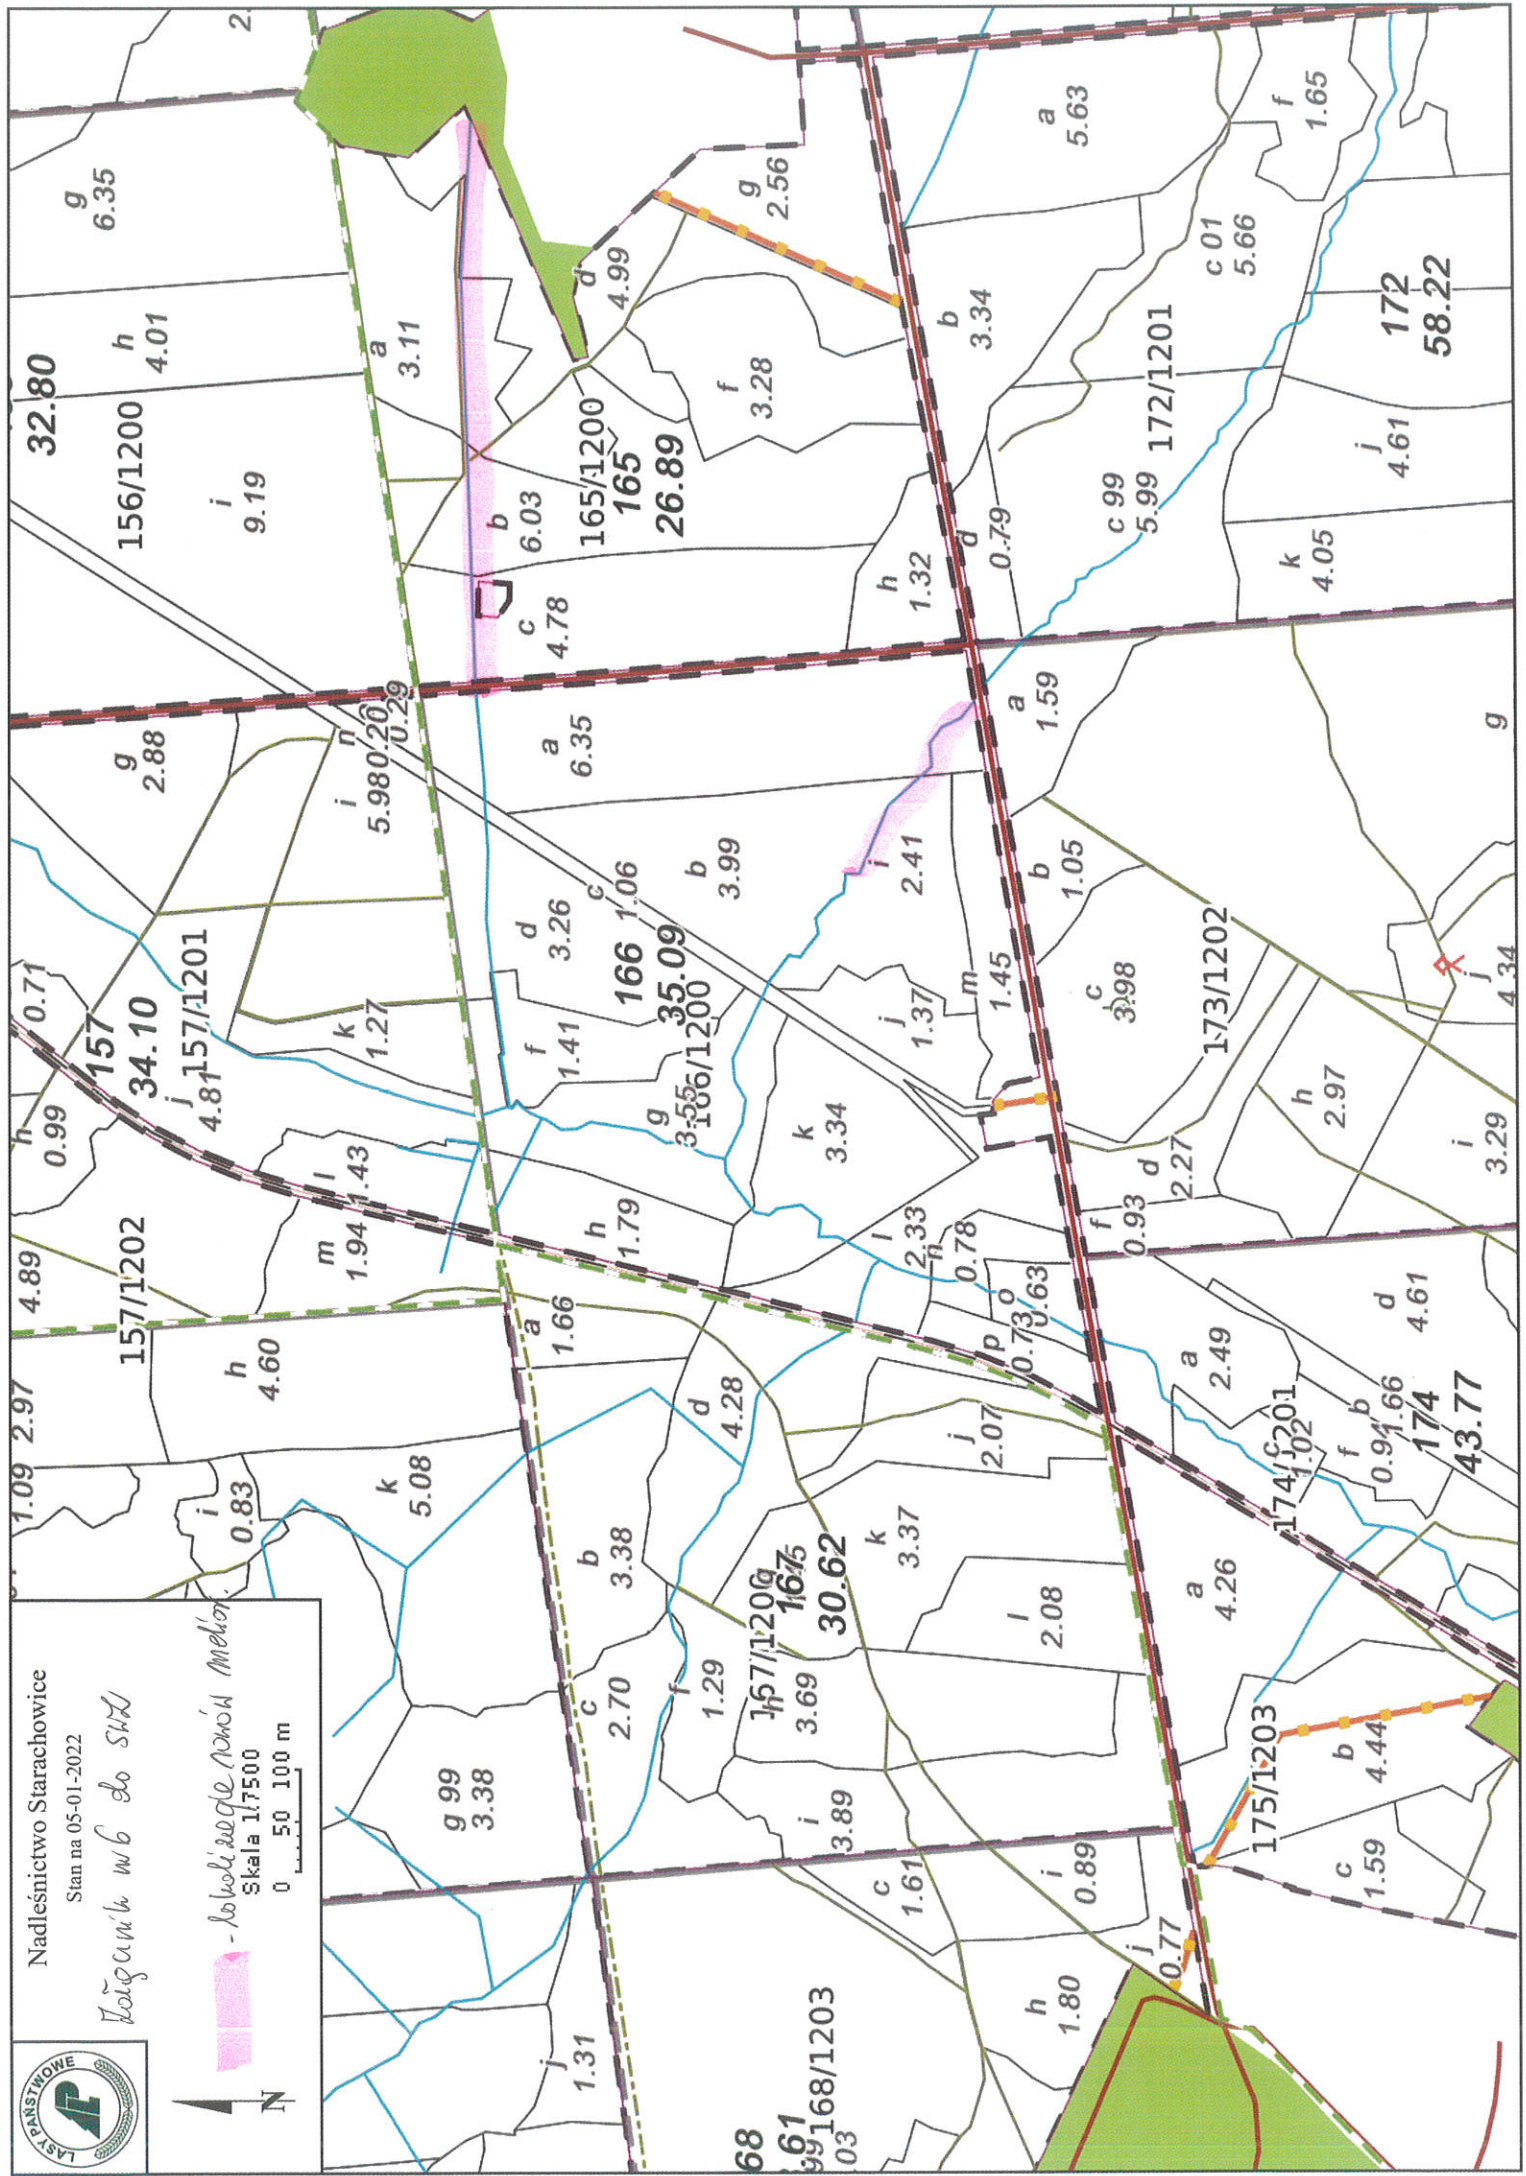 LASY PAŃSTWOWE
Nadleśnictwo Starachowice
Stan na 05-01-2022
Załącznik nr 6 do SWZ
- lokalizacja rowów melior.
Skala 1:7500
0 50 100 m
N
1.09 2.97
4.89
h
0.99
0.71
157
34.10
157/1201
j
4.81
g
2.88
32.80
156/1200
h
4.01
g
6.35
2.
i
9.19
i
0.83
h
4.60
157/1202
m
1.94
l
1.43
k
1.27
i
5.98
0.20
n
0.29
a
3.11
k
5.08
g 99
3.38
j
1.31
c
2.70
b
3.38
a
1.66
h
1.79
f
1.41
d
3.26
c
1.06
a
6.35
c
4.78
b
6.03
165/1200
165
26.89
d
4.99
g
2.56
f
1.29
d
4.28
g
3.55
166
35.09
166/1200
b
3.99
f
3.28
h
3.69
167
30.62
k
3.34
j
1.37
i
2.41
h
1.32
i
3.89
k
3.37
j
2.07
l
2.33
n
0.78
m
1.45
d
0.79
b
3.34
a
5.63
c
1.61
l
2.08
p
0.73
o
0.63
a
1.59
b
1.05
168/1203
68
61
99
03
h
1.80
i
0.89
j
0.77
a
4.26
f
0.93
d
2.27
c
3.98
173/1202
c 99
5.99
172/1201
c 01
5.66
f
1.65
175/1203
b
4.44
c
1.59
174/1201
c
1.02
a
2.49
f
0.94
b
1.66
174
43.77
d
4.61
h
2.97
i
3.29
j
4.34
g
k
4.05
j
4.61
172
58.22